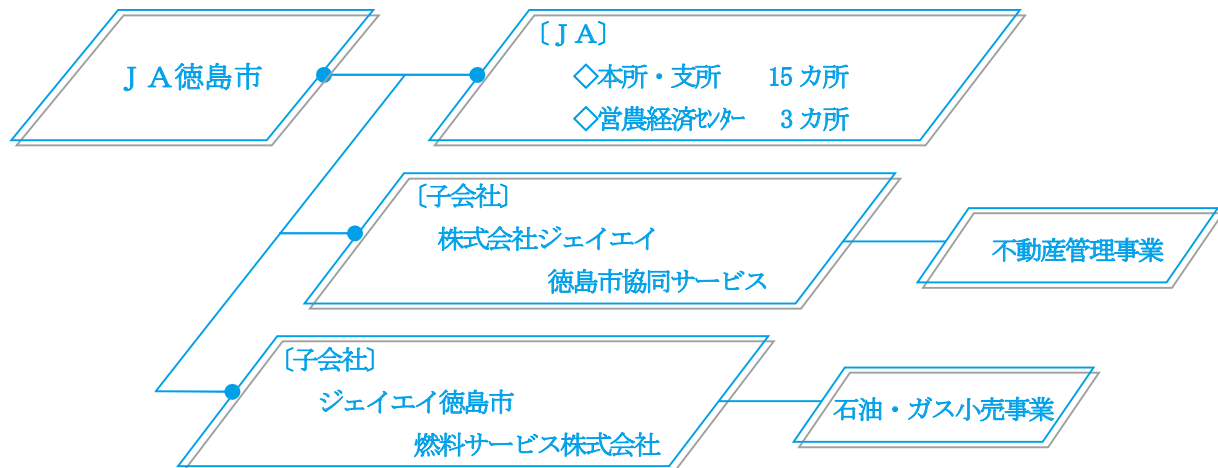 ＪＡ徳島市
〔ＪＡ〕
◇本所・支所　　15カ所
◇営農経済ｾﾝﾀｰ　 3カ所
〔子会社〕
株式会社ジェイエイ
徳島市協同サービス
不動産管理事業
〔子会社〕
ジェイエイ徳島市
燃料サービス株式会社
石油・ガス小売事業